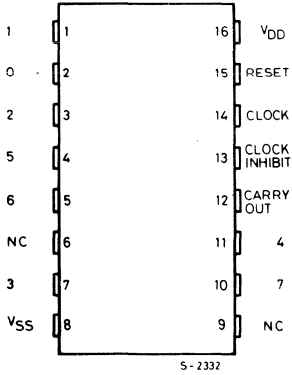 1 1 16 VDD
0 2 15 RESET
2 3 14 CLOCK
5 4 13 CLOCK INHIBIT
6 5 12 CARRY OUT
NC 6 11 4
3 7 10 7
VSS 8 9 NC
S-2332